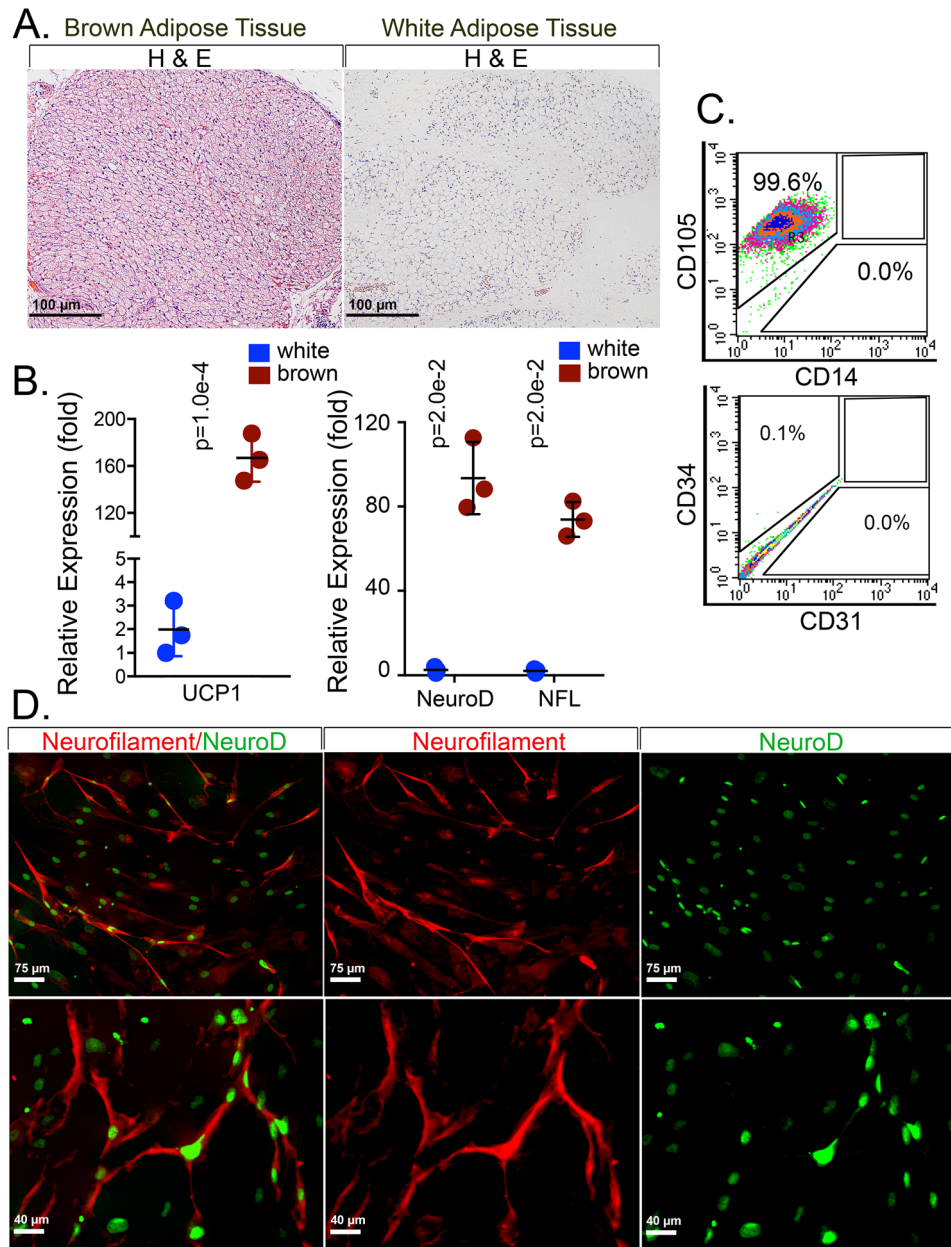 A.
Brown Adipose Tissue
White Adipose Tissue
H & E
H & E
100 µm
100 µm
C.
99.6%
R3
0.0%
CD105
10⁴
10³
10²
10¹
10⁰
10⁰ 10¹ 10² 10³ 10⁴
CD14
0.1%
0.0%
CD34
10⁴
10³
10²
10¹
10⁰
10⁰ 10¹ 10² 10³ 10⁴
CD31
B.
white
brown
p=1.0e-4
Relative Expression (fold)
200
160
120
5
4
3
2
1
0
UCP1
white
brown
p=2.0e-2
p=2.0e-2
Relative Expression (fold)
120
80
40
0
NeuroD NFL
D.
Neurofilament/NeuroD
Neurofilament
NeuroD
75 µm
75 µm
75 µm
40 µm
40 µm
40 µm